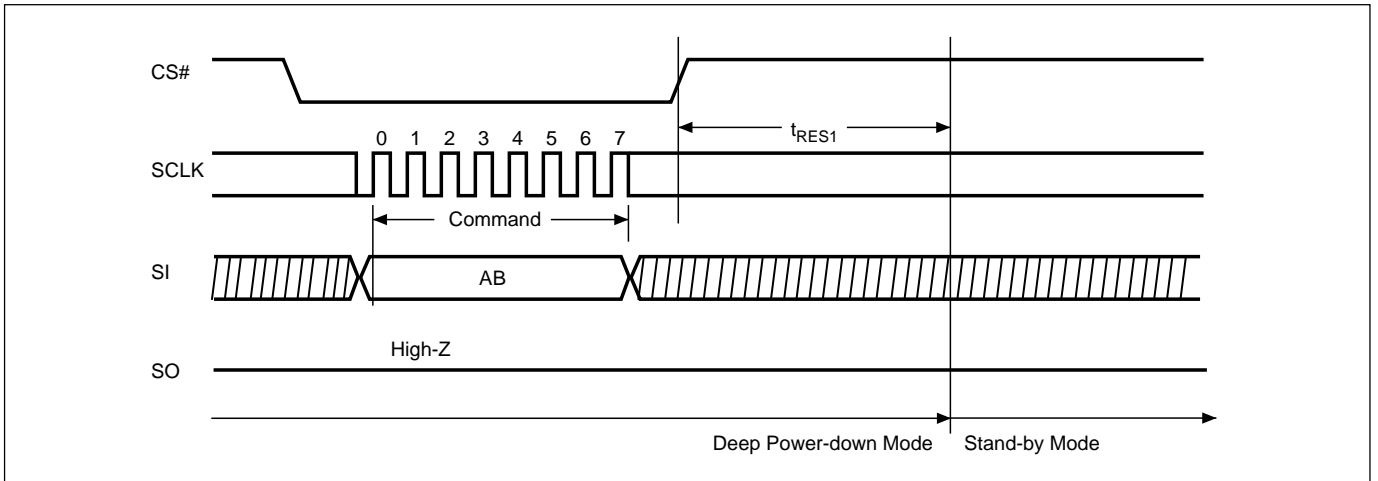 CS#
tRES1
0 1 2 3 4 5 6 7
SCLK
Command
SI
AB
High-Z
SO
Deep Power-down Mode
Stand-by Mode